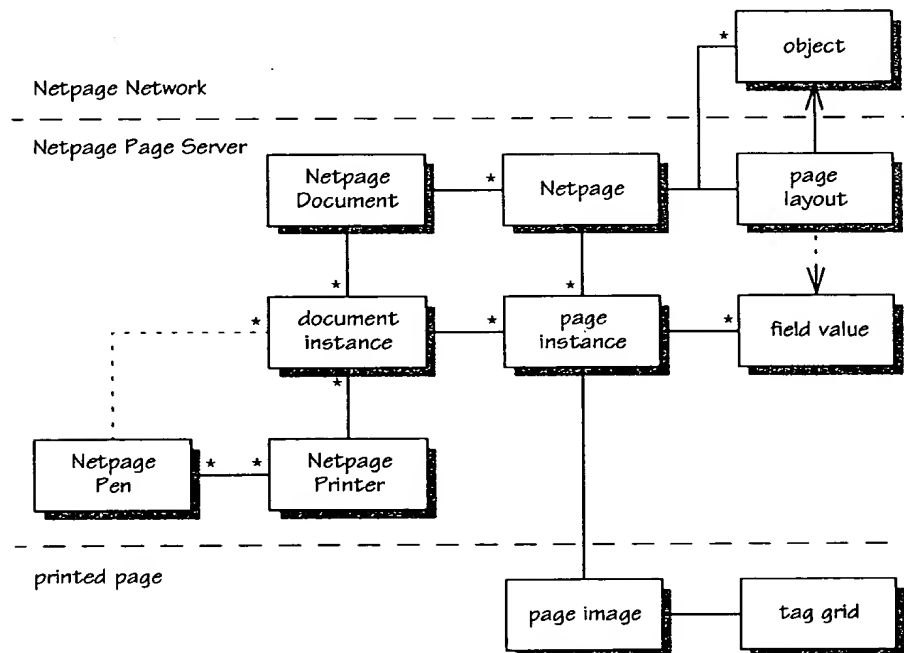 *
object
Netpage Network
Netpage Page Server
Netpage
Document
*
Netpage
page
layout
*
*
*
document
instance
*
page
instance
*
field value
*
Netpage
Pen
*
*
Netpage
Printer
printed page
page image
tag grid